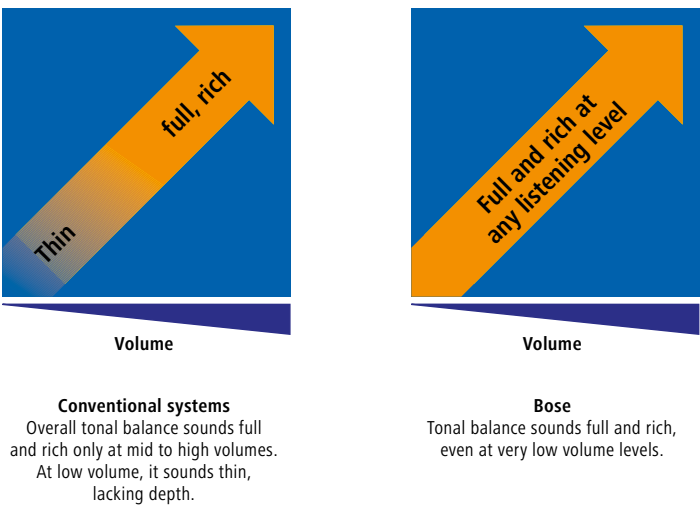 full, rich
Thin
Volume
Conventional systems
Overall tonal balance sounds full
and rich only at mid to high volumes.
At low volume, it sounds thin,
lacking depth.
Full and rich at
any listening level
Volume
Bose
Tonal balance sounds full and rich,
even at very low volume levels.